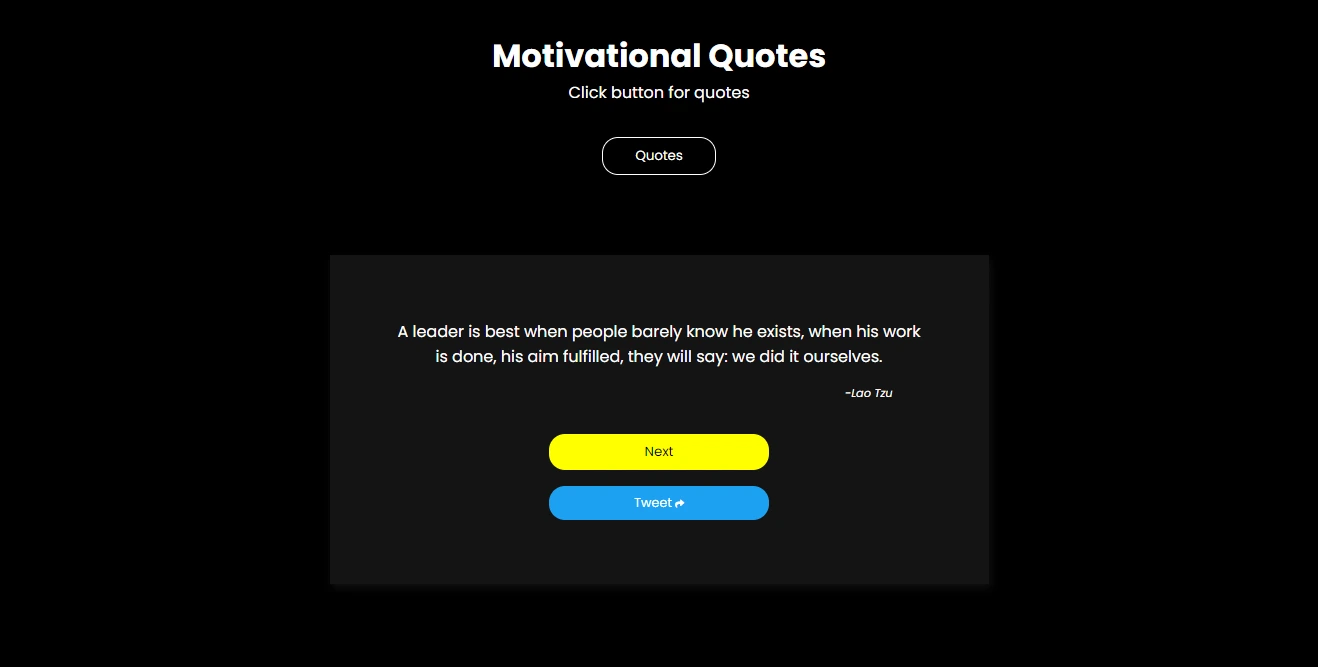 Motivational Quotes
Click button for quotes
Quotes
A leader is best when people barely know he exists, when his work
is done, his aim fulfilled, they will say: we did it ourselves.
-Lao Tzu
Next
Tweet